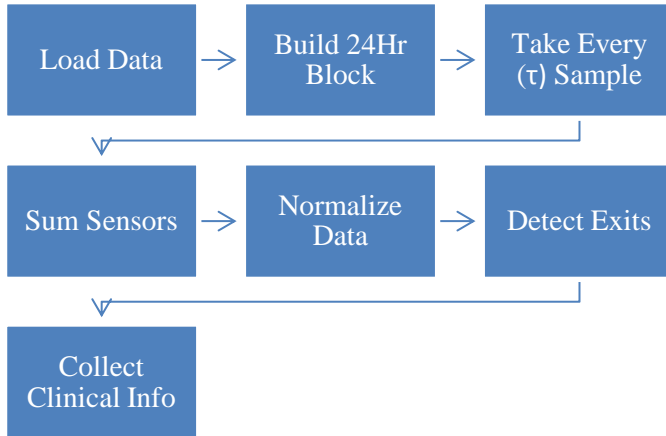 Load Data
Build 24Hr
Block
Take Every
(τ) Sample
Sum Sensors
Normalize
Data
Detect Exits
Collect
Clinical Info